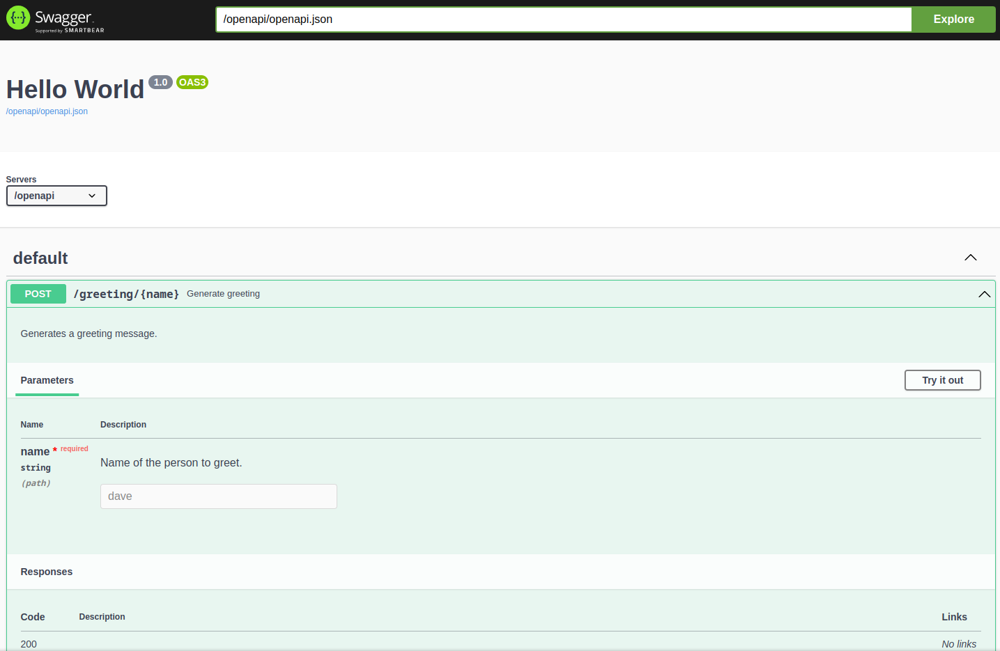 {···} Swagger.
Supported by SMARTBEAR
/openapi/openapi.json
Explore
Hello World 1.0 OAS3
/openapi/openapi.json
Servers
/openapi
default
POST /greeting/{name} Generate greeting
Generates a greeting message.
Parameters
Try it out
Name Description
name * required
string
(path)
Name of the person to greet.
dave
Responses
Code Description Links
200 No links